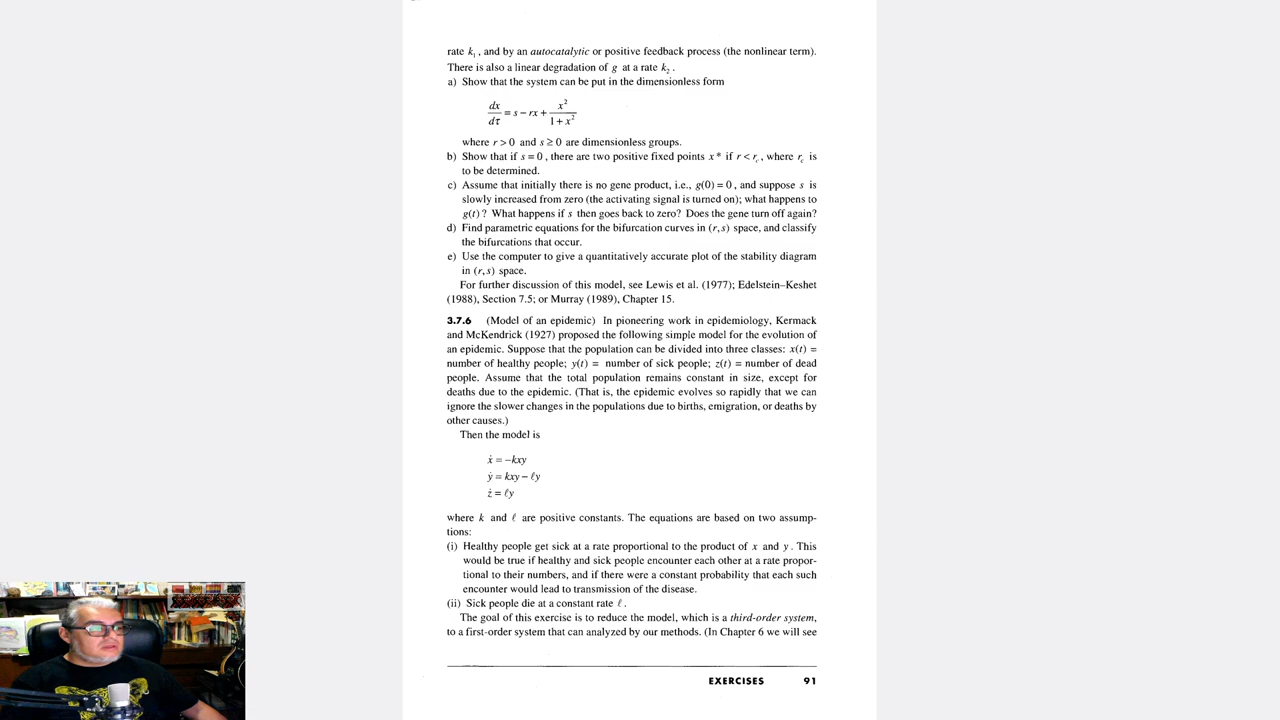 rate k₁, and by an autocatalytic or positive feedback process (the nonlinear term).
There is also a linear degradation of g at a rate k₂.
a) Show that the system can be put in the dimensionless form
dx/dτ = s − rx + x²/(1 + x²)
where r > 0 and s ≥ 0 are dimensionless groups.
b) Show that if s = 0, there are two positive fixed points x* if r < r_c, where r_c is
to be determined.
c) Assume that initially there is no gene product, i.e., g(0) = 0, and suppose s is
slowly increased from zero (the activating signal is turned on); what happens to
g(t)? What happens if s then goes back to zero? Does the gene turn off again?
d) Find parametric equations for the bifurcation curves in (r, s) space, and classify
the bifurcations that occur.
e) Use the computer to give a quantitatively accurate plot of the stability diagram
in (r, s) space.
For further discussion of this model, see Lewis et al. (1977); Edelstein–Keshet
(1988), Section 7.5; or Murray (1989), Chapter 15.
3.7.6 (Model of an epidemic) In pioneering work in epidemiology, Kermack
and McKendrick (1927) proposed the following simple model for the evolution of
an epidemic. Suppose that the population can be divided into three classes: x(t) =
number of healthy people; y(t) = number of sick people; z(t) = number of dead
people. Assume that the total population remains constant in size, except for
deaths due to the epidemic. (That is, the epidemic evolves so rapidly that we can
ignore the slower changes in the populations due to births, emigration, or deaths by
other causes.)
Then the model is
ẋ = −kxy
ẏ = kxy − ℓy
ż = ℓy
where k and ℓ are positive constants. The equations are based on two assump-
tions:
(i) Healthy people get sick at a rate proportional to the product of x and y. This
would be true if healthy and sick people encounter each other at a rate propor-
tional to their numbers, and if there were a constant probability that each such
encounter would lead to transmission of the disease.
(ii) Sick people die at a constant rate ℓ.
The goal of this exercise is to reduce the model, which is a third-order system,
to a first-order system that can analyzed by our methods. (In Chapter 6 we will see
EXERCISES 91